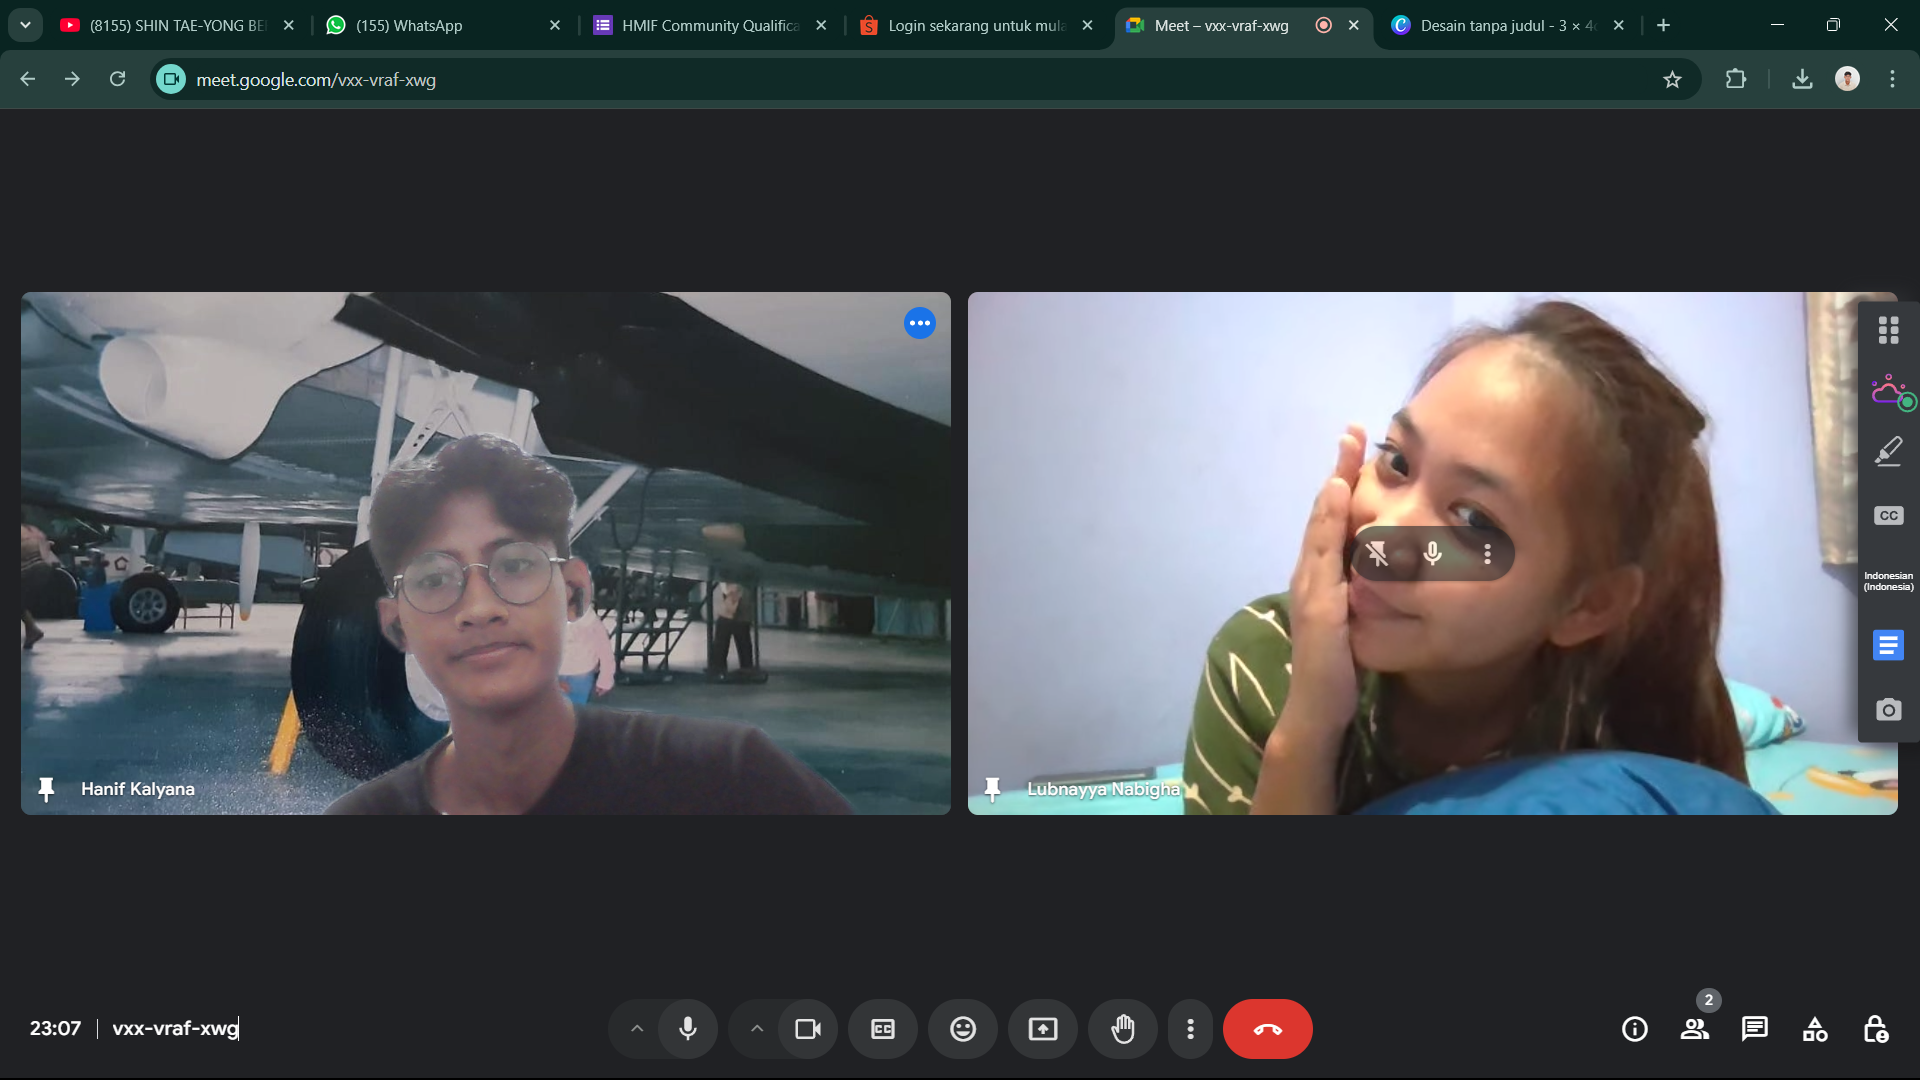 (8155) SHIN TAE-YONG BE
(155) WhatsApp
HMIF Community Qualifica
Login sekarang untuk mula
Meet – vxx-vraf-xwg
Desain tanpa judul - 3 × 4
meet.google.com/vxx-vraf-xwg
CC
Indonesian
(Indonesia)
Hanif Kalyana
Lubnayya Nabigha
2
23:07
vxx-vraf-xwg
CC